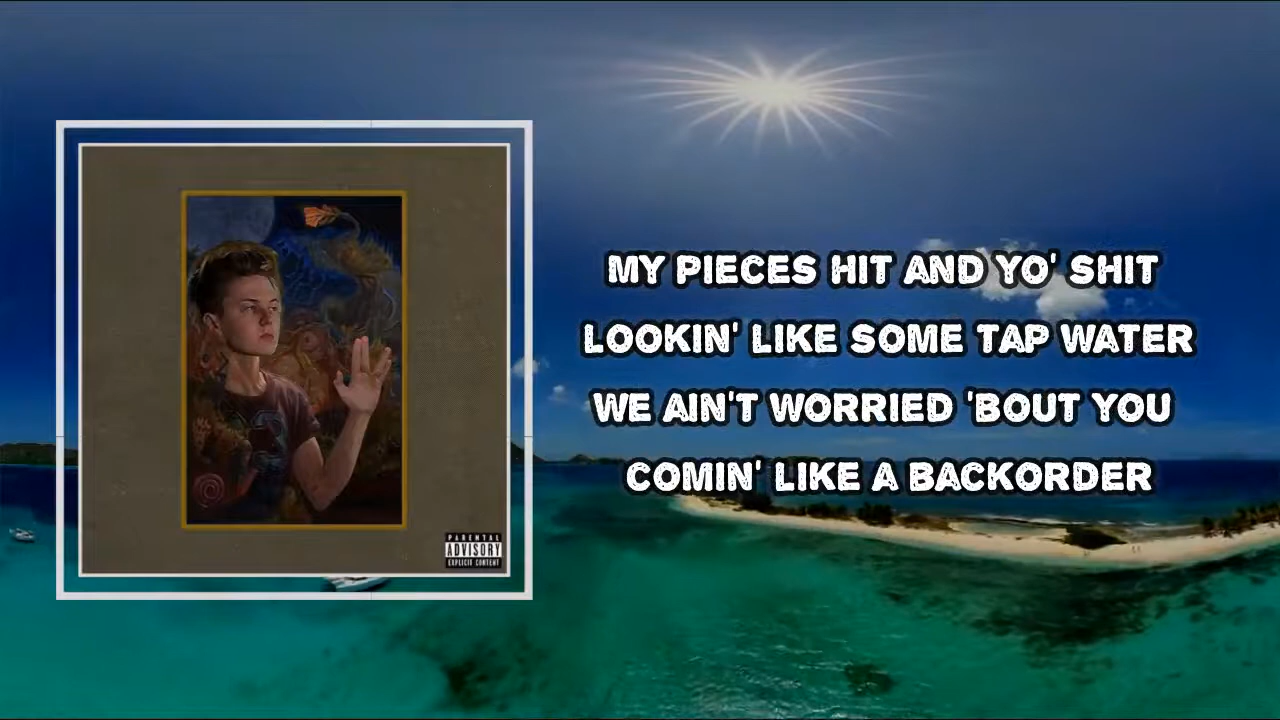 MY PIECES HIT AND YO' SHIT
LOOKIN' LIKE SOME TAP WATER
WE AIN'T WORRIED 'BOUT YOU
COMIN' LIKE A BACKORDER
PARENTAL
ADVISORY
EXPLICIT CONTENT